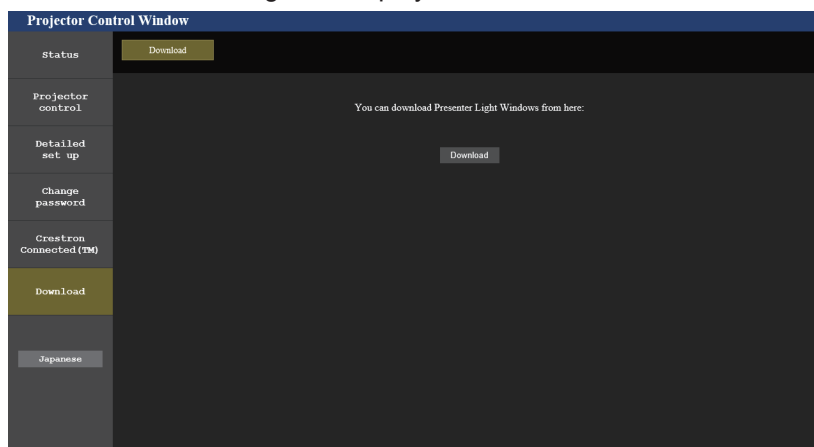 Projector Control Window
Status
Download
Projector
control
You can download Presenter Light Windows from here:
Detailed
set up
Download
Change
password
Crestron
Connected(TM)
Download
Japanese